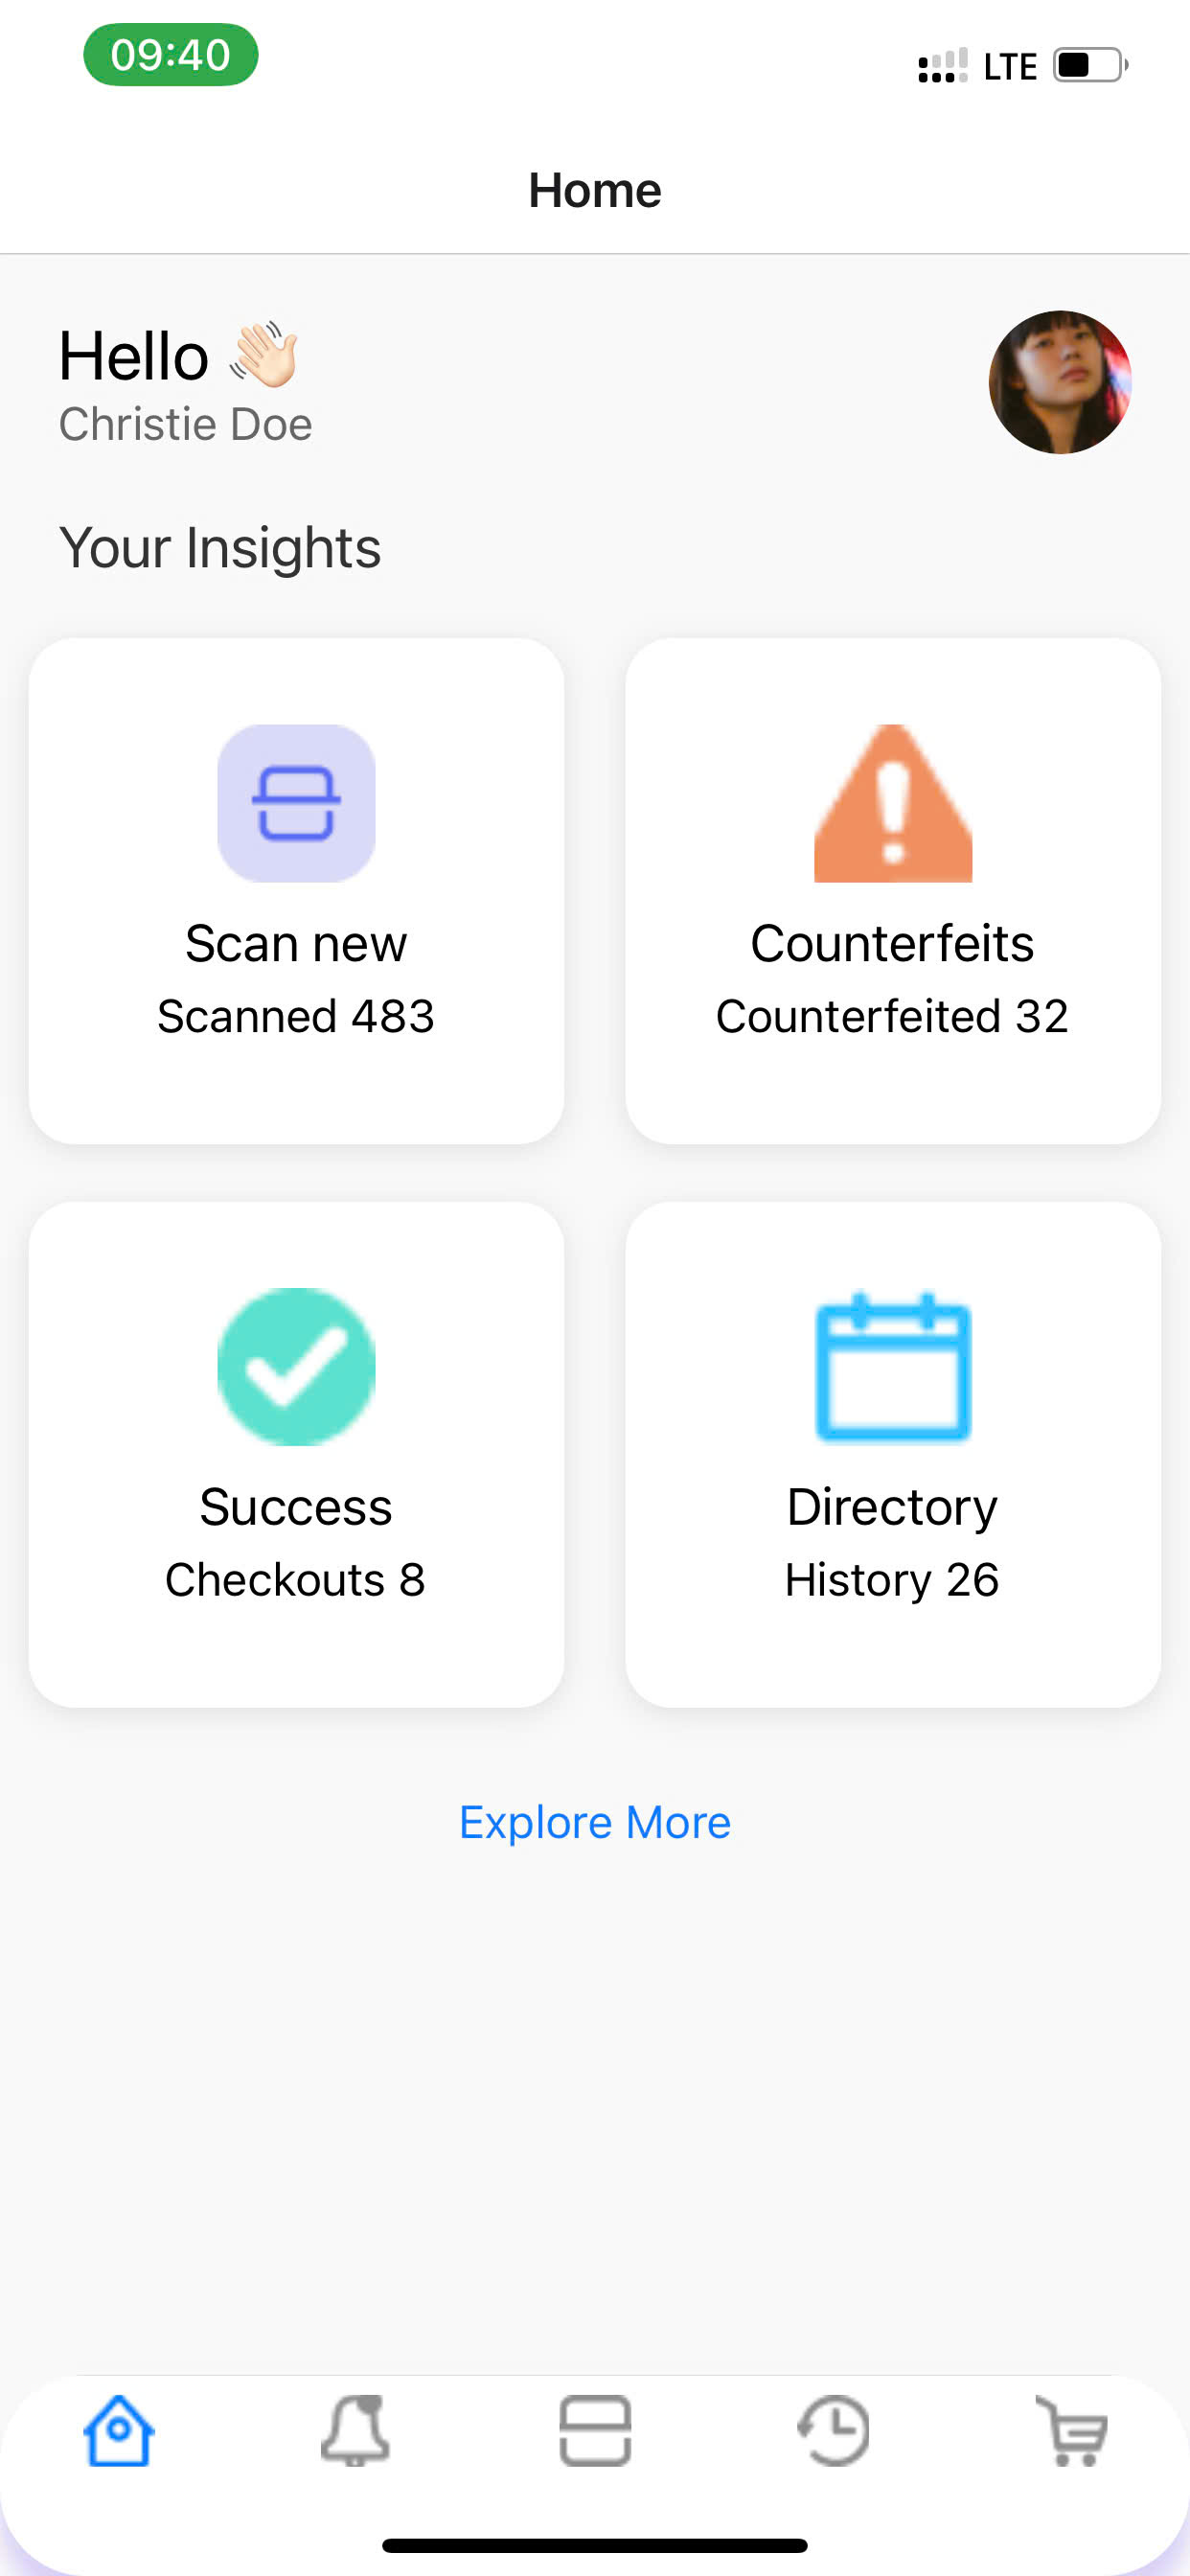 09:40
LTE
Home
Hello 👋🏻
Christie Doe
Your Insights
Scan new
Scanned 483
Counterfeits
Counterfeited 32
Success
Checkouts 8
Directory
History 26
Explore More